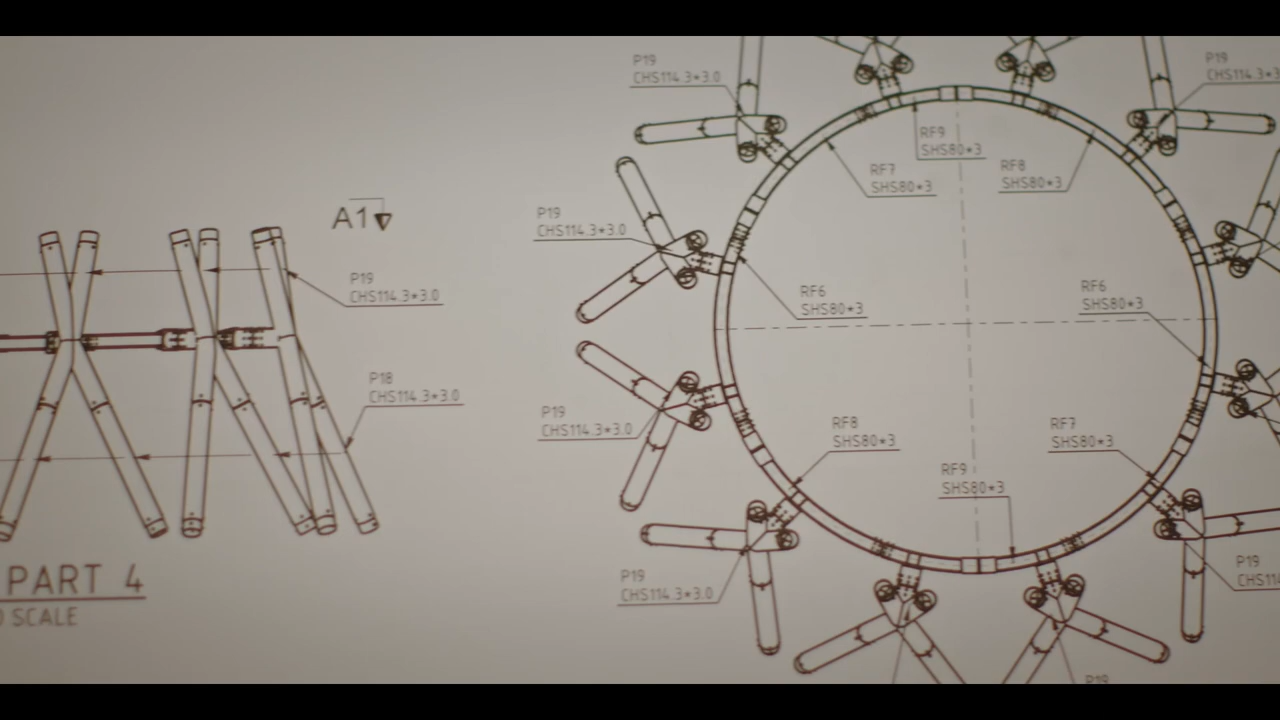 A1
P19
CHS114.3*3.0
P18
CHS114.3*3.0
PART 4
SCALE
P19
CHS114.3*3.0
P19
CHS114.3*3.0
P19
CHS114.3*3.0
P19
CHS114.3*3.0
RF9
SHS80*3
RF7
SHS80*3
RF8
SHS80*3
RF6
SHS80*3
RF6
SHS80*3
RF8
SHS80*3
RF7
SHS80*3
RF9
SHS80*3
P19
CHS114.3*3
P19
CHS114
P19